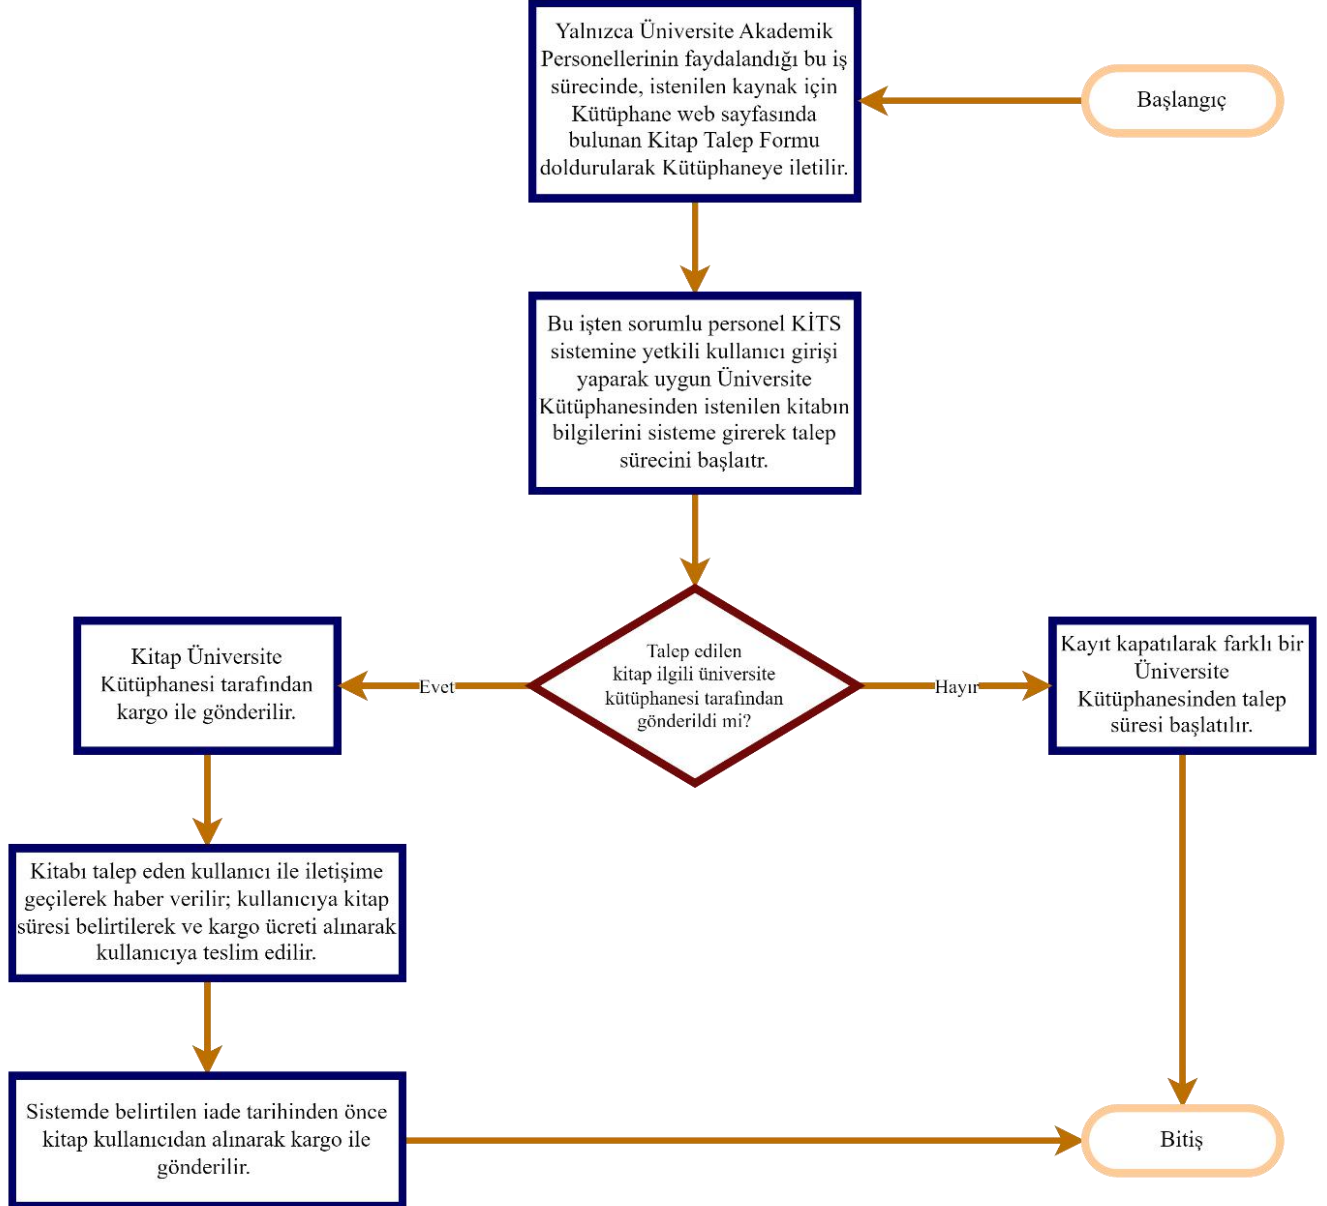 Başlangıç
Yalnızca Üniversite Akademik
Personellerinin faydalandığı bu iş
sürecinde, istenilen kaynak için
Kütüphane web sayfasında
bulunan Kitap Talep Formu
doldurularak Kütüphaneye iletilir.
Bu işten sorumlu personel KİTS
sistemine yetkili kullanıcı girişi
yaparak uygun Üniversite
Kütüphanesinden istenilen kitabın
bilgilerini sisteme girerek talep
sürecini başlaıtr.
Talep edilen
kitap ilgili üniversite
kütüphanesi tarafından
gönderildi mi?
Evet
Hayır
Kitap Üniversite
Kütüphanesi tarafından
kargo ile gönderilir.
Kayıt kapatılarak farklı bir
Üniversite
Kütüphanesinden talep
süresi başlatılır.
Kitabı talep eden kullanıcı ile iletişime
geçilerek haber verilir; kullanıcıya kitap
süresi belirtilerek ve kargo ücreti alınarak
kullanıcıya teslim edilir.
Sistemde belirtilen iade tarihinden önce
kitap kullanıcıdan alınarak kargo ile
gönderilir.
Bitiş